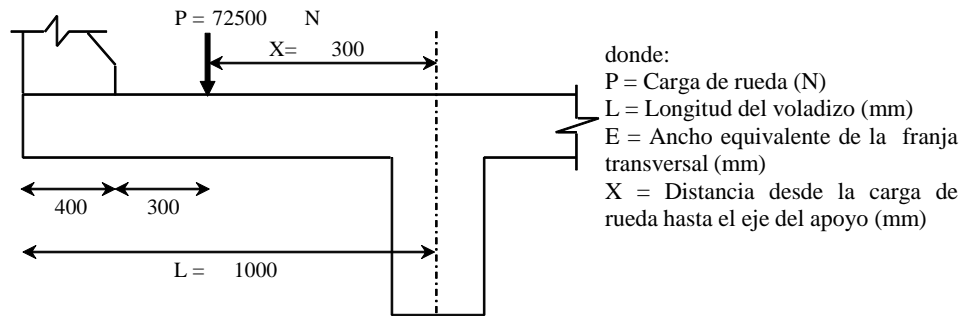 P = 72500 N
X= 300
400
300
L = 1000
donde:
P = Carga de rueda (N)
L = Longitud del voladizo (mm)
E = Ancho equivalente de la franja
transversal (mm)
X = Distancia desde la carga de
rueda hasta el eje del apoyo (mm)